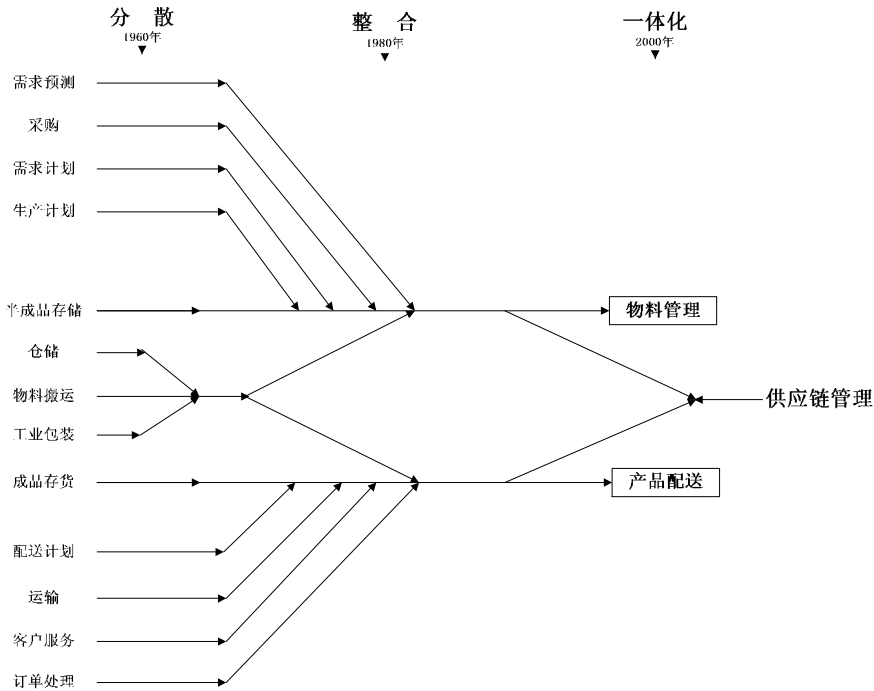 分 散
整 合
一体化
1960年
1980年
2000年
需求预测
采购
需求计划
生产计划
半成品存储
物料管理
仓储
物料搬运
供应链管理
工业包装
成品存货
产品配送
配送计划
运输
客户服务
订单处理